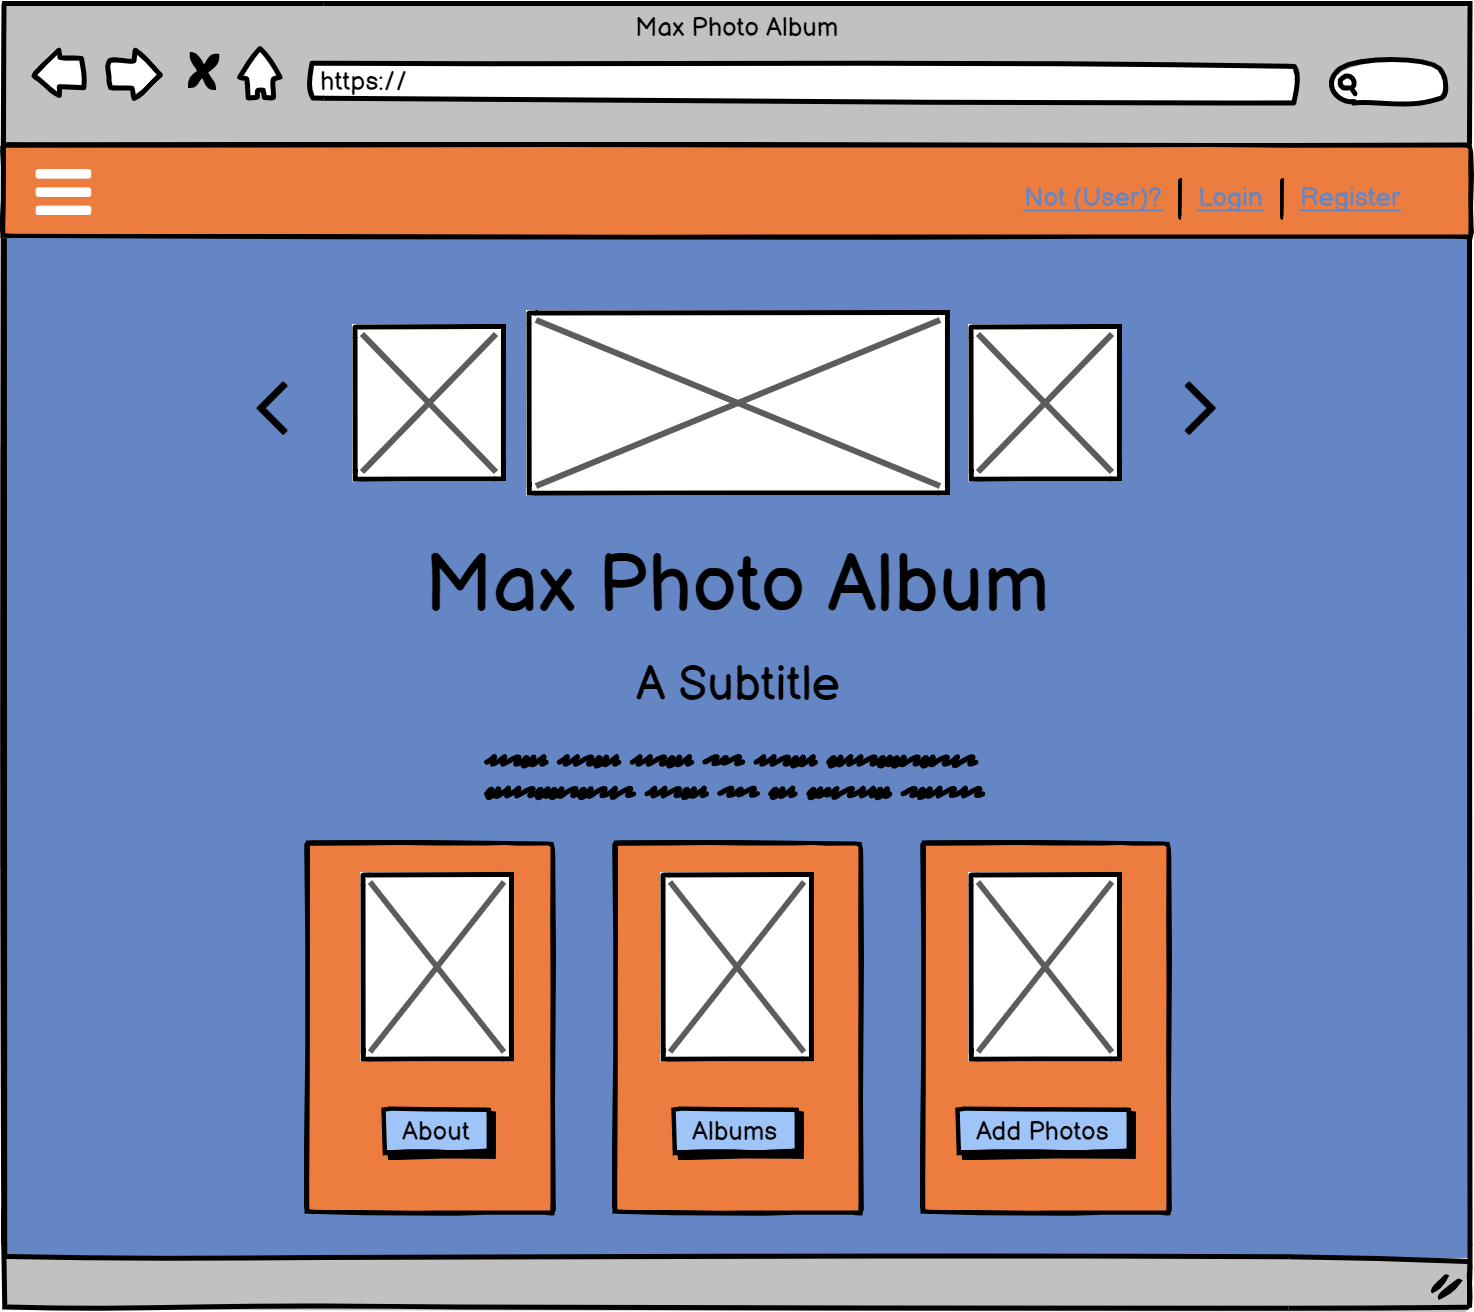 Max Photo Album
https://
Not (User)? Login Register
Max Photo Album
A Subtitle
About
Albums
Add Photos